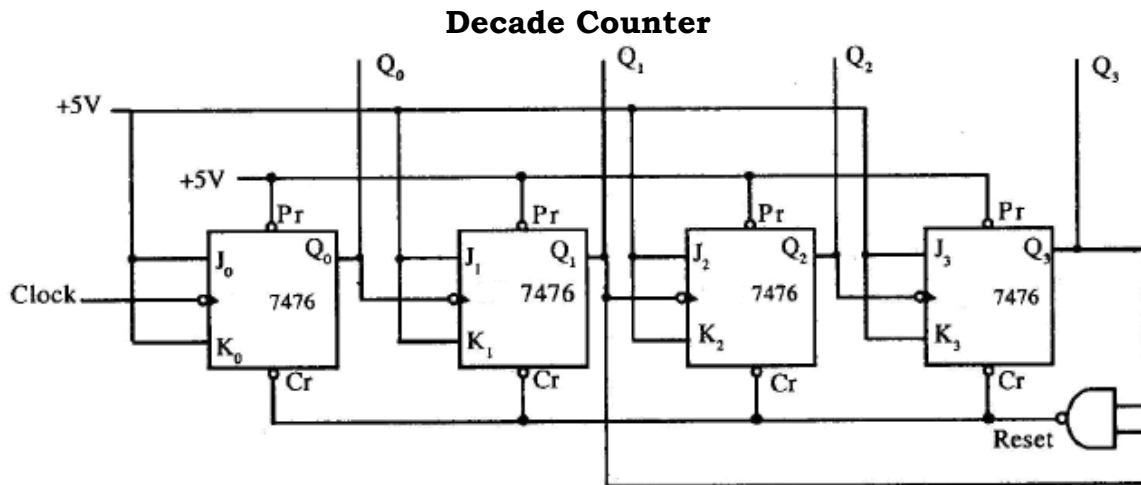 Decade Counter
Q₀ Q₁ Q₂ Q₃
+5V
+5V
Pr Pr Pr Pr
J₀ Q₀ J₁ Q₁ J₂ Q₂ J₃ Q₃
Clock 7476 7476 7476 7476
K₀ K₁ K₂ K₃
Cr Cr Cr Cr
Reset